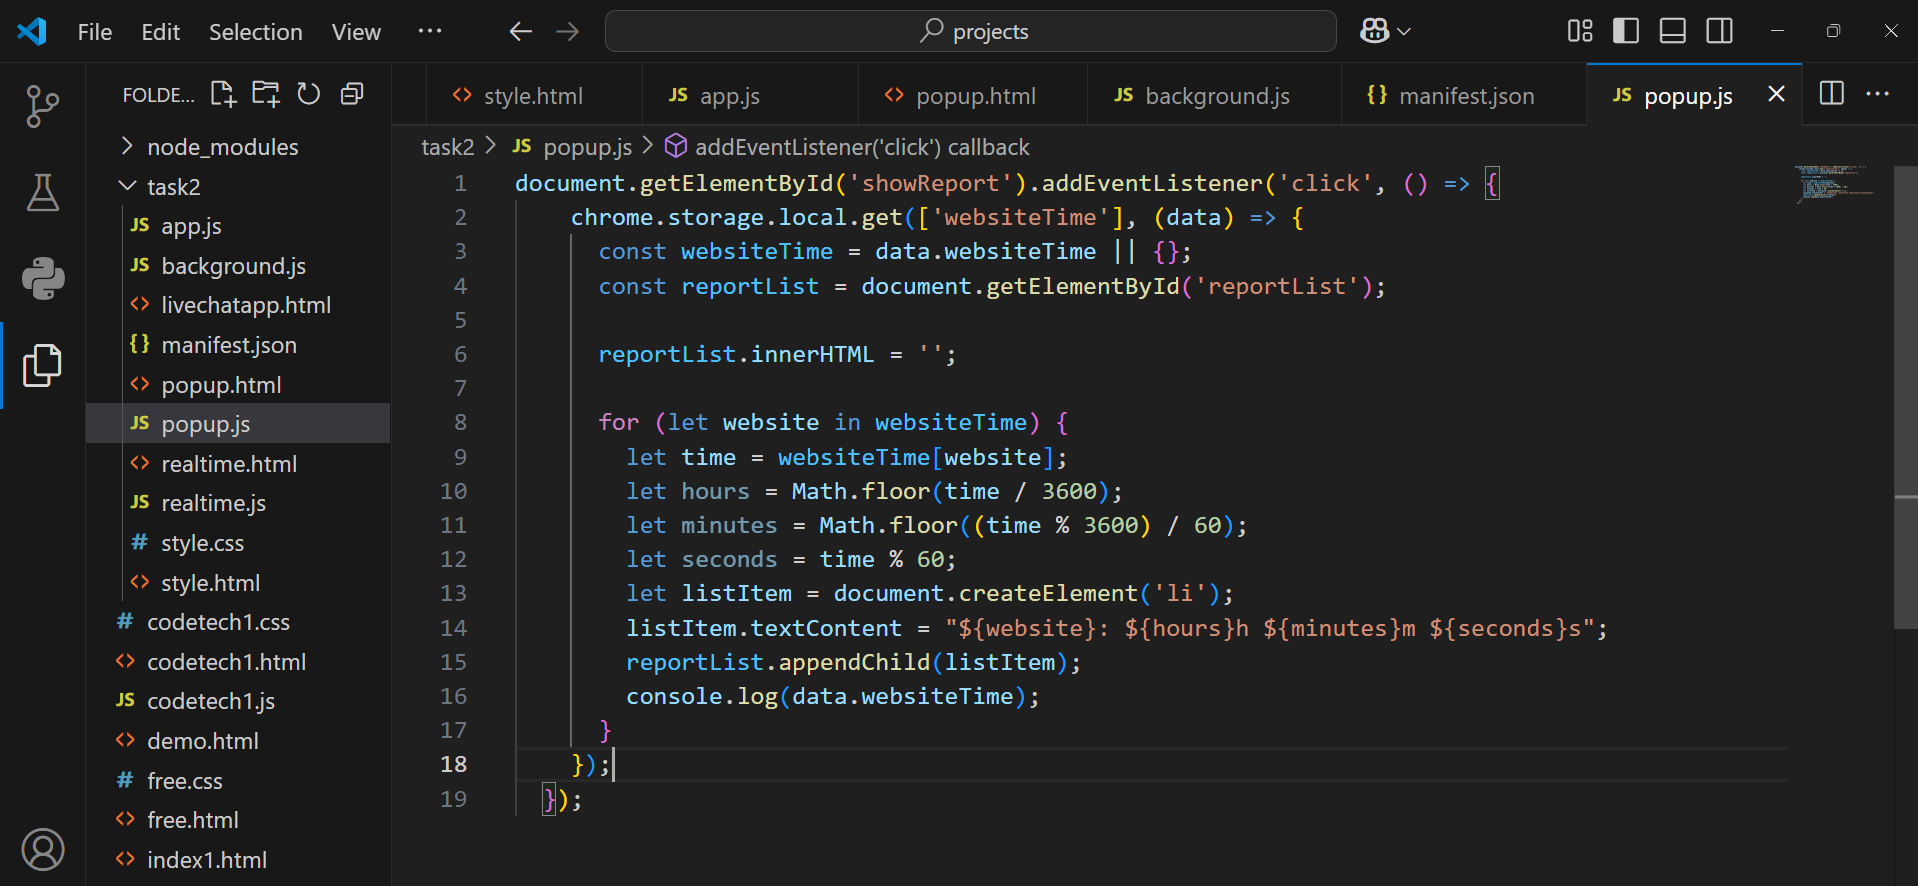 File Edit Selection View ··· projects
FOLDE...
node_modules
task2
JS app.js
JS background.js
<> livechatapp.html
{} manifest.json
<> popup.html
JS popup.js
<> realtime.html
JS realtime.js
# style.css
<> style.html
# codetech1.css
<> codetech1.html
JS codetech1.js
<> demo.html
# free.css
<> free.html
<> index1.html
<> style.html JS app.js <> popup.html JS background.js {} manifest.json JS popup.js
task2 > JS popup.js > addEventListener('click') callback
1 document.getElementById('showReport').addEventListener('click', () => {
2 chrome.storage.local.get(['websiteTime'], (data) => {
3 const websiteTime = data.websiteTime || {};
4 const reportList = document.getElementById('reportList');
5
6 reportList.innerHTML = '';
7
8 for (let website in websiteTime) {
9 let time = websiteTime[website];
10 let hours = Math.floor(time / 3600);
11 let minutes = Math.floor((time % 3600) / 60);
12 let seconds = time % 60;
13 let listItem = document.createElement('li');
14 listItem.textContent = "${website}: ${hours}h ${minutes}m ${seconds}s";
15 reportList.appendChild(listItem);
16 console.log(data.websiteTime);
17 }
18 });
19 });